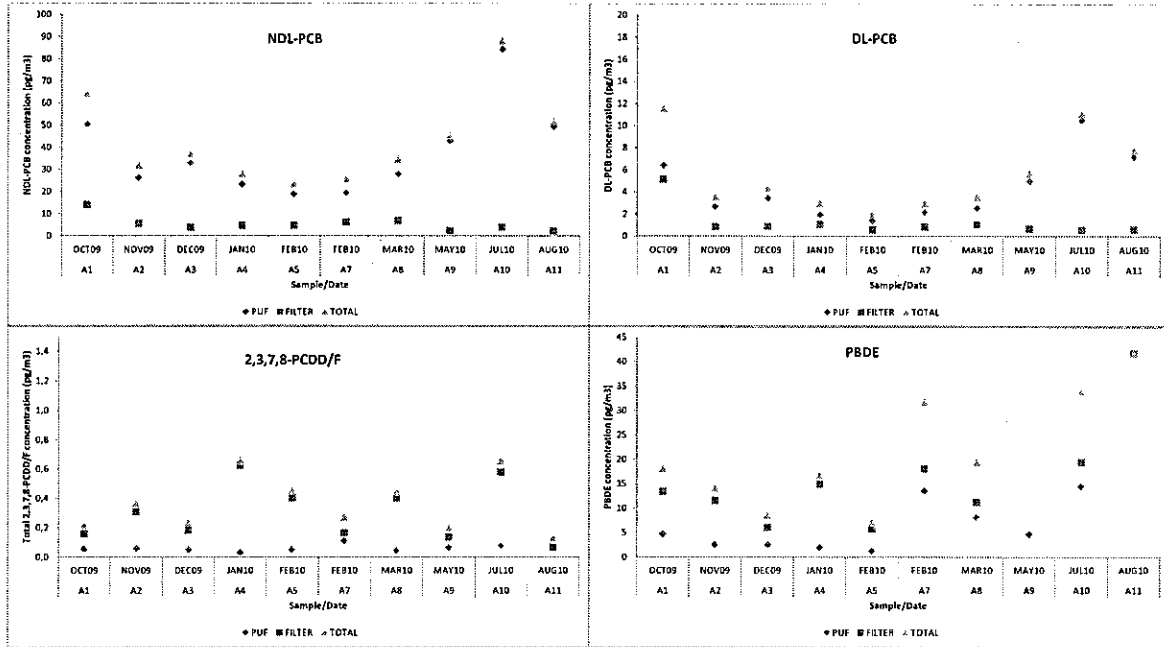 NDL-PCB
NDL-PCB concentration (pg/m3)
100
90
80
70
60
50
40
30
20
10
0
OCT09 NOV09 DEC09 JAN10 FEB10 FEB10 MAR10 MAY10 JUL10 AUG10
A1 A2 A3 A4 A5 A7 A8 A9 A10 A11
Sample/Date
PUF FILTER TOTAL
DL-PCB
DL-PCB concentration (pg/m3)
20
18
16
14
12
10
8
6
4
2
0
OCT09 NOV09 DEC09 JAN10 FEB10 FEB10 MAR10 MAY10 JUL10 AUG10
A1 A2 A3 A4 A5 A7 A8 A9 A10 A11
Sample/Date
PUF FILTER TOTAL
2,3,7,8-PCDD/F
Total 2,3,7,8-PCDD/F concentration (pg/m3)
1,4
1,2
1,0
0,8
0,6
0,4
0,2
0,0
OCT09 NOV09 DEC09 JAN10 FEB10 FEB10 MAR10 MAY10 JUL10 AUG10
A1 A2 A3 A4 A5 A7 A8 A9 A10 A11
Sample/Date
PUF FILTER TOTAL
PBDE
PBDE concentration (pg/m3)
45
40
35
30
25
20
15
10
5
0
OCT09 NOV09 DEC09 JAN10 FEB10 FEB10 MAR10 MAY10 JUL10 AUG10
A1 A2 A3 A4 A5 A7 A8 A9 A10 A11
Sample/Date
PUF FILTER TOTAL